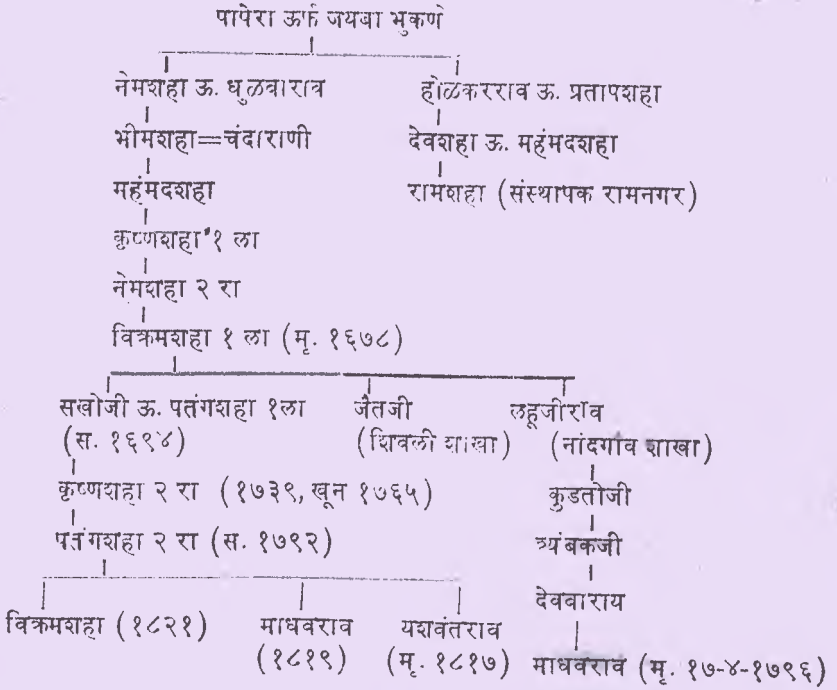 पापेरा ऊर्फ जयबा भुकणे
नेमशहा ऊ. धुळबाराव होळकरराव ऊ. प्रतापशहा
भीमशहा=चंदाराणी देवशहा ऊ. महंमदशहा
महंमदशहा रामशहा (संस्थापक रामनगर)
कृष्णशहा १ ला
नेमशहा २ रा
विक्रमशहा १ ला (मृ. १६७८)
सखोजी ऊ. पतंगशहा १ला जैतजी लहूजीराव
(स. १६९४) (शिवली शाखा) (नांदगाव शाखा)
कृष्णशहा २ रा (१७३९, खून १७६५) कुडतोजी
पतंगशहा २ रा (स. १७९२) त्र्यंबकजी
देवबाराय
विक्रमशहा (१८२१) माधवराव यशवंतराव
(१८१९) (मृ. १८१७) माधवराव (मृ. १७-४-१७९६)